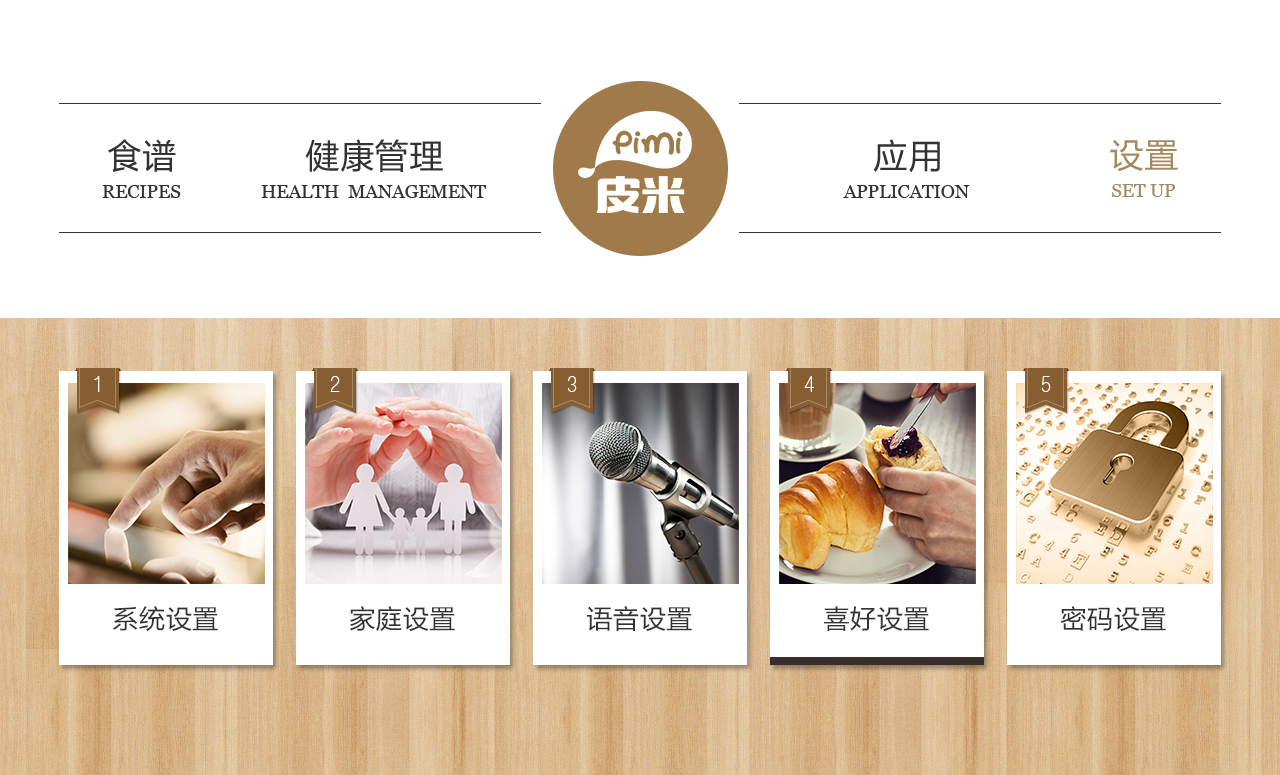 食谱
RECIPES
健康管理
HEALTH MANAGEMENT
Pimi
皮米
应用
APPLICATION
设置
SET UP
1
系统设置
2
家庭设置
3
语音设置
4
喜好设置
5
密码设置